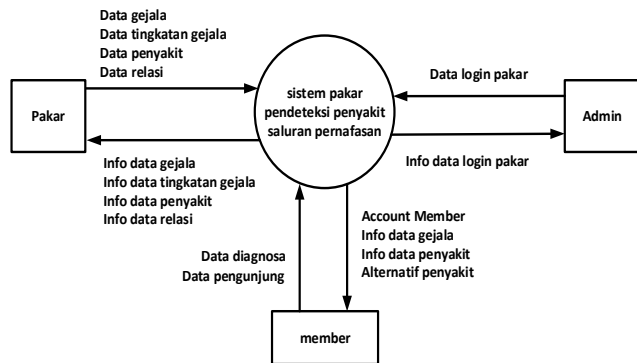 Data gejala
Data tingkatan gejala
Data penyakit
Data relasi
Pakar
sistem pakar
pendeteksi penyakit
saluran pernafasan
Data login pakar
Admin
Info data login pakar
Info data gejala
Info data tingkatan gejala
Info data penyakit
Info data relasi
Data diagnosa
Data pengunjung
Account Member
Info data gejala
Info data penyakit
Alternatif penyakit
member